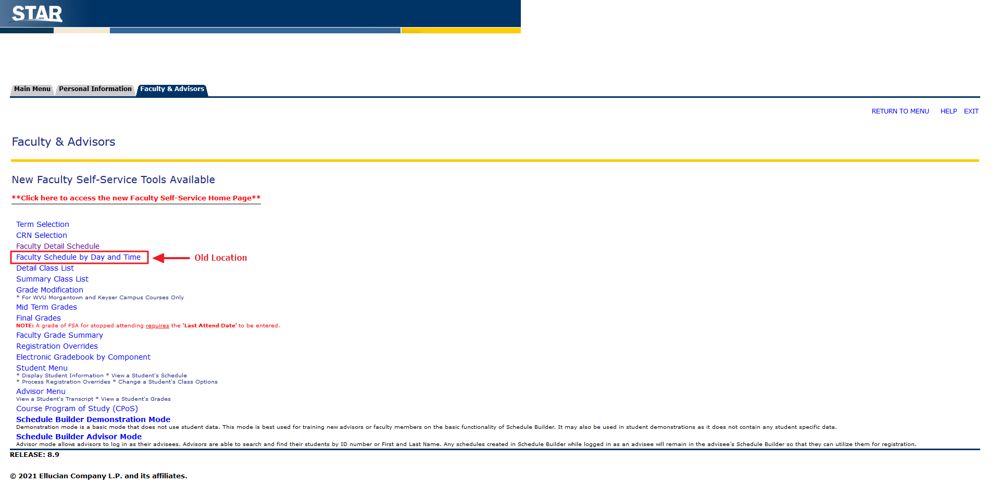 STAR
Main Menu Personal Information Faculty & Advisors
RETURN TO MENU HELP EXIT
Faculty & Advisors
New Faculty Self-Service Tools Available
**Click here to access the new Faculty Self-Service Home Page**
Term Selection
CRN Selection
Faculty Detail Schedule
Faculty Schedule by Day and Time Old Location
Detail Class List
Summary Class List
Grade Modification
* For WVU Morgantown and Keyser Campus Courses Only
Mid Term Grades
Final Grades
NOTE: A grade of FSA for stopped attending requires the 'Last Attend Date' to be entered.
Faculty Grade Summary
Registration Overrides
Electronic Gradebook by Component
Student Menu
* Display Student Information * View a Student's Schedule
* Process Registration Overrides * Change a Student's Class Options
Advisor Menu
View a Student's Transcript * View a Student's Grades
Course Program of Study (CPoS)
Schedule Builder Demonstration Mode
Demonstration mode is a basic mode that does not use student data. This mode is best used for training new advisors or faculty members on the basic functionality of Schedule Builder. It may also be used in student demonstrations as it does not contain any student specific data.
Schedule Builder Advisor Mode
Advisor mode allows advisors to log in as their advisees. Advisors are able to search and find their students by ID number or First and Last Name. Any schedules created in Schedule Builder while logged in as an advisee will remain in the advisee’s Schedule Builder so that they can utilize them for registration.
RELEASE: 8.9
© 2021 Ellucian Company L.P. and its affiliates.